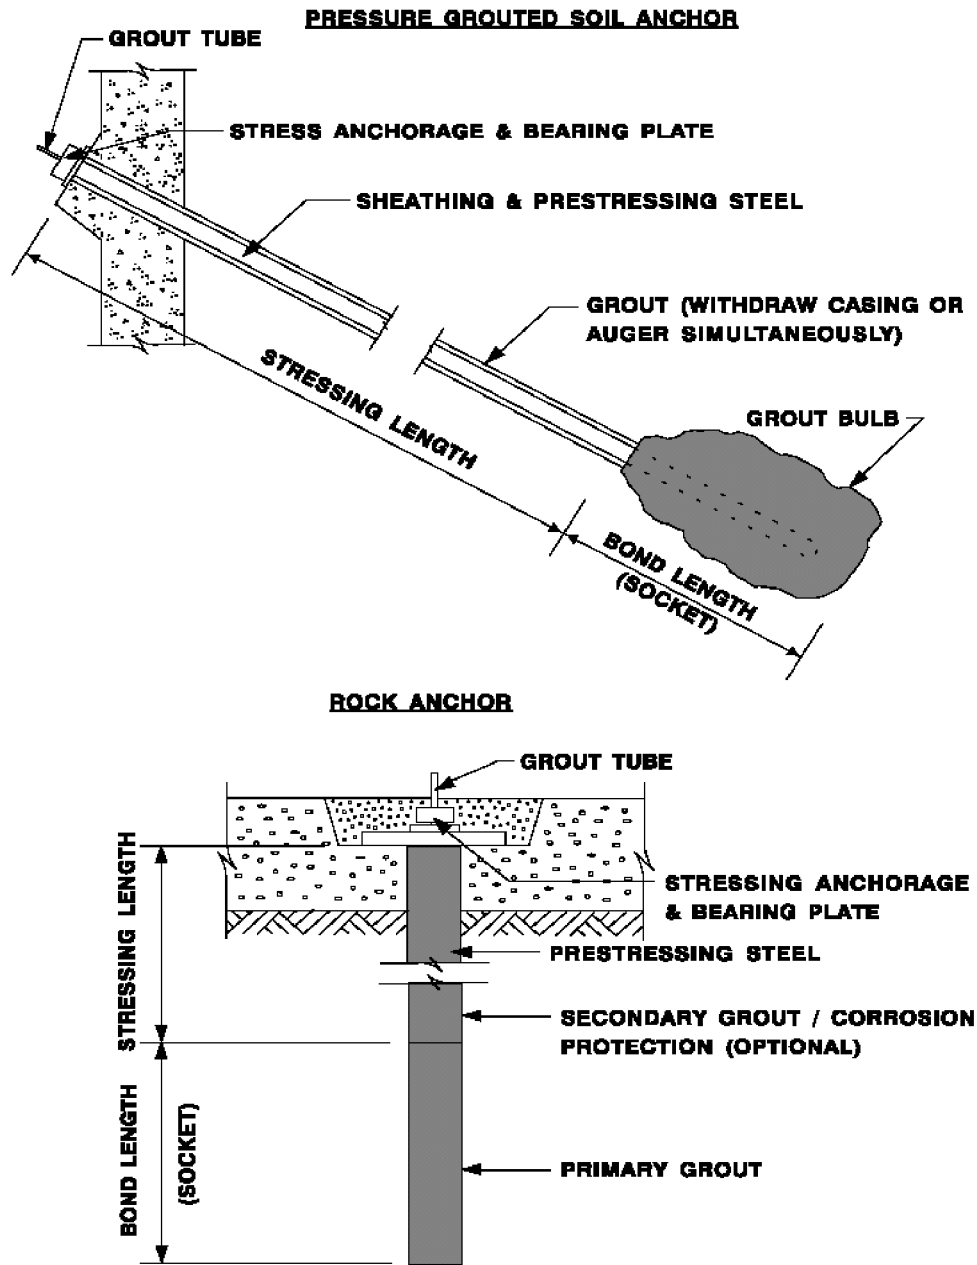 PRESSURE GROUTED SOIL ANCHOR
GROUT TUBE
STRESS ANCHORAGE & BEARING PLATE
SHEATHING & PRESTRESSING STEEL
GROUT (WITHDRAW CASING OR
AUGER SIMULTANEOUSLY)
STRESSING LENGTH
GROUT BULB
BOND LENGTH
(SOCKET)
ROCK ANCHOR
GROUT TUBE
STRESSING ANCHORAGE
& BEARING PLATE
STRESSING LENGTH
PRESTRESSING STEEL
SECONDARY GROUT / CORROSION
PROTECTION (OPTIONAL)
BOND LENGTH
(SOCKET)
PRIMARY GROUT